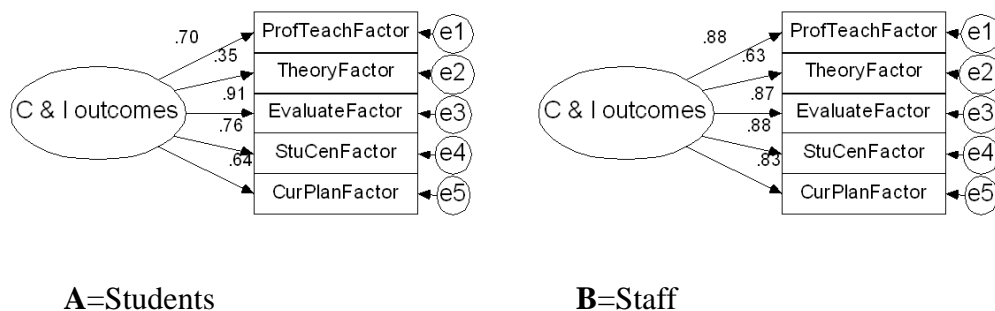 .70
ProfTeachFactor
e1
.35
TheoryFactor
e2
C & I outcomes
.91
EvaluateFactor
e3
.76
StuCenFactor
e4
.64
CurPlanFactor
e5
A=Students
.88
ProfTeachFactor
e1
.63
TheoryFactor
e2
C & I outcomes
.87
EvaluateFactor
e3
.88
StuCenFactor
e4
.83
CurPlanFactor
e5
B=Staff